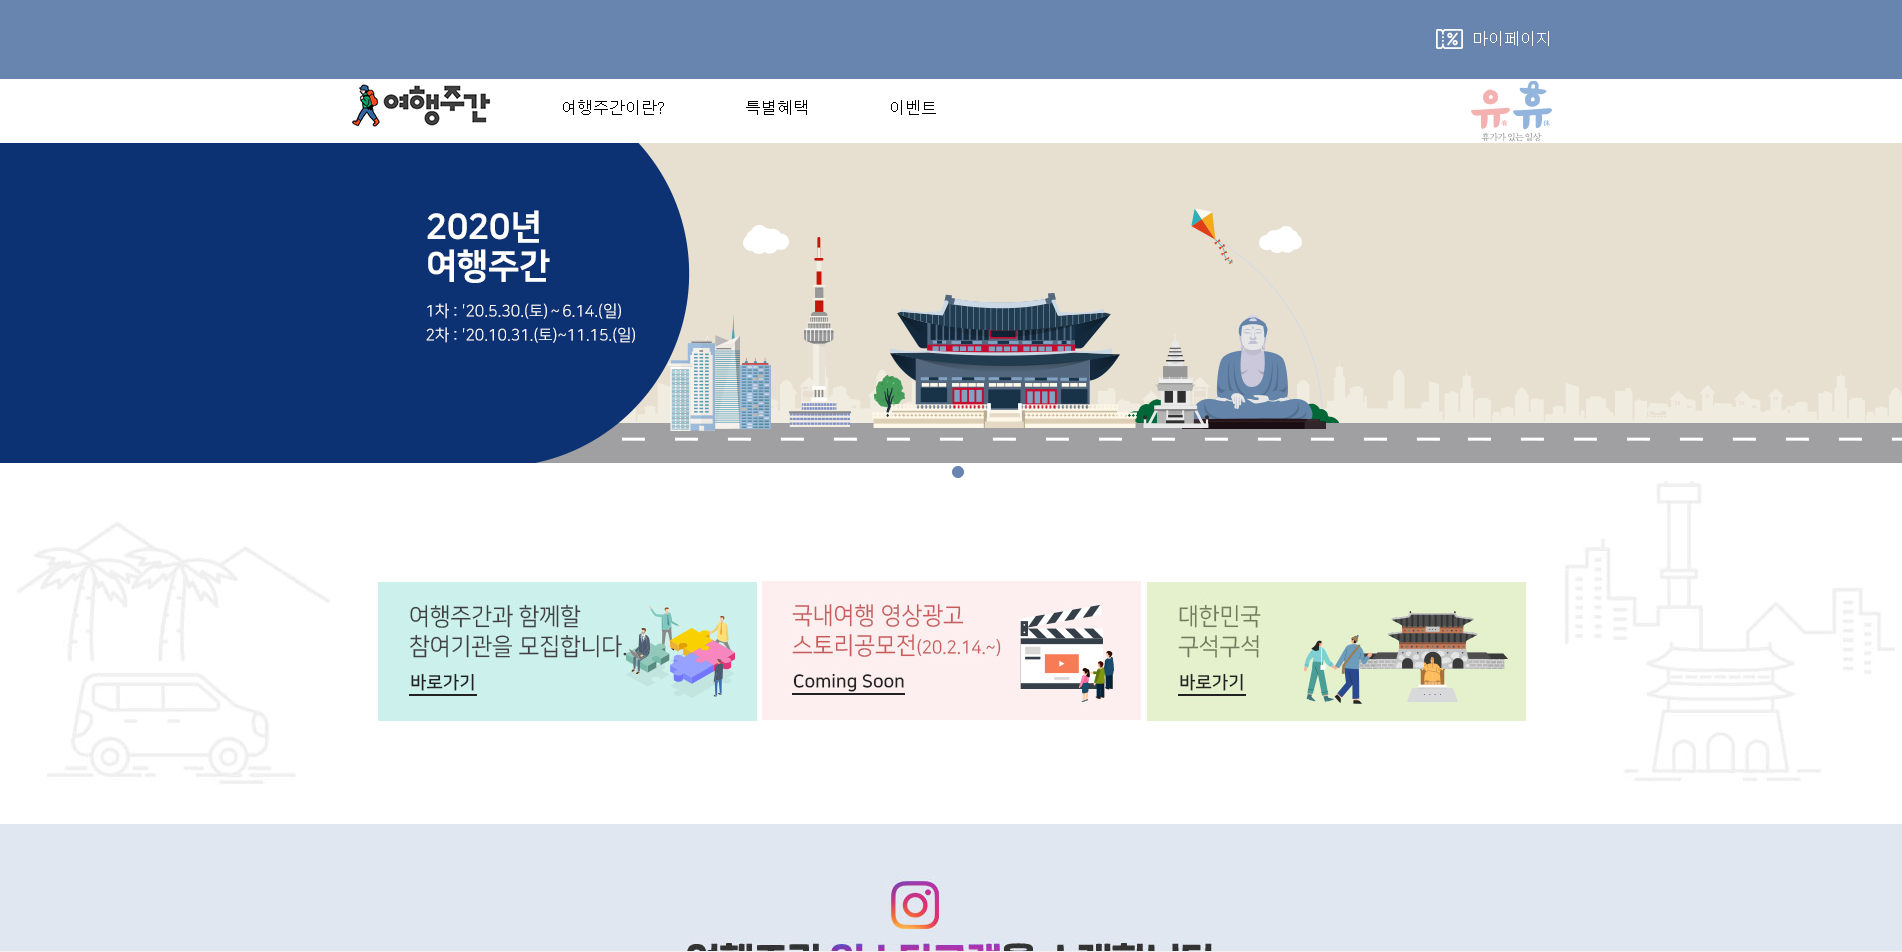 마이페이지
여행주간
여행주간이란?
특별혜택
이벤트
유휴
휴가가 있는 일상
2020년
여행주간
1차 : '20.5.30.(토) ~ 6.14.(일)
2차 : '20.10.31.(토)~11.15.(일)
여행주간과 함께할
참여기관을 모집합니다.
바로가기
국내여행 영상광고
스토리공모전(20.2.14.~)
Coming Soon
대한민국
구석구석
바로가기